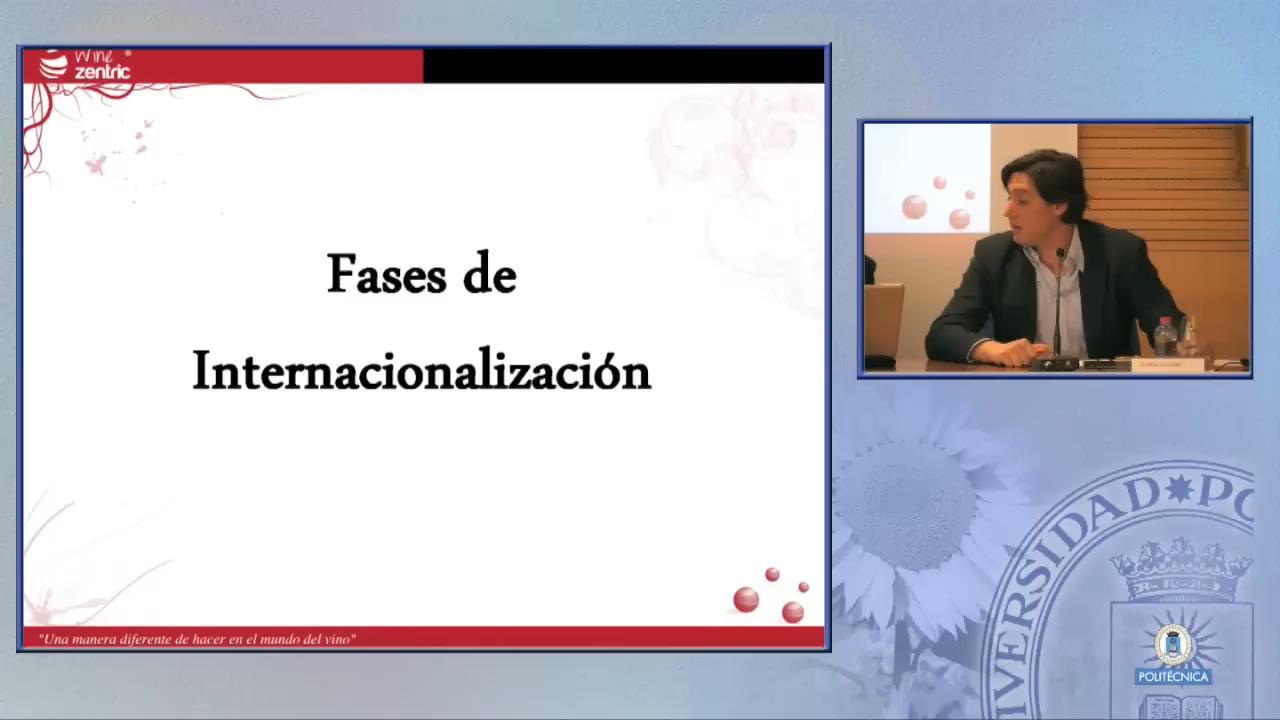 Wine
zentric
Fases de
Internacionalización
"Una manera diferente de hacer en el mundo del vino"
UNIVERSIDAD PO
POLITÉCNICA